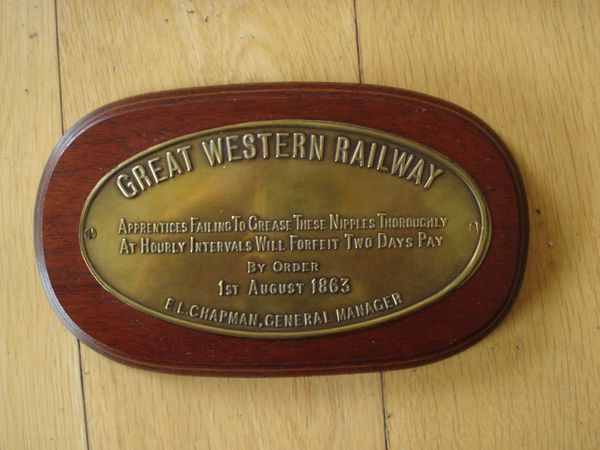 GREAT WESTERN RAILWAY
APPRENTICES FAILING TO GREASE THESE NIPPLES THOROUGHLY
AT HOURLY INTERVALS WILL FORFEIT TWO DAYS PAY
BY ORDER
1ST AUGUST 1863
E.L.CHAPMAN, GENERAL MANAGER